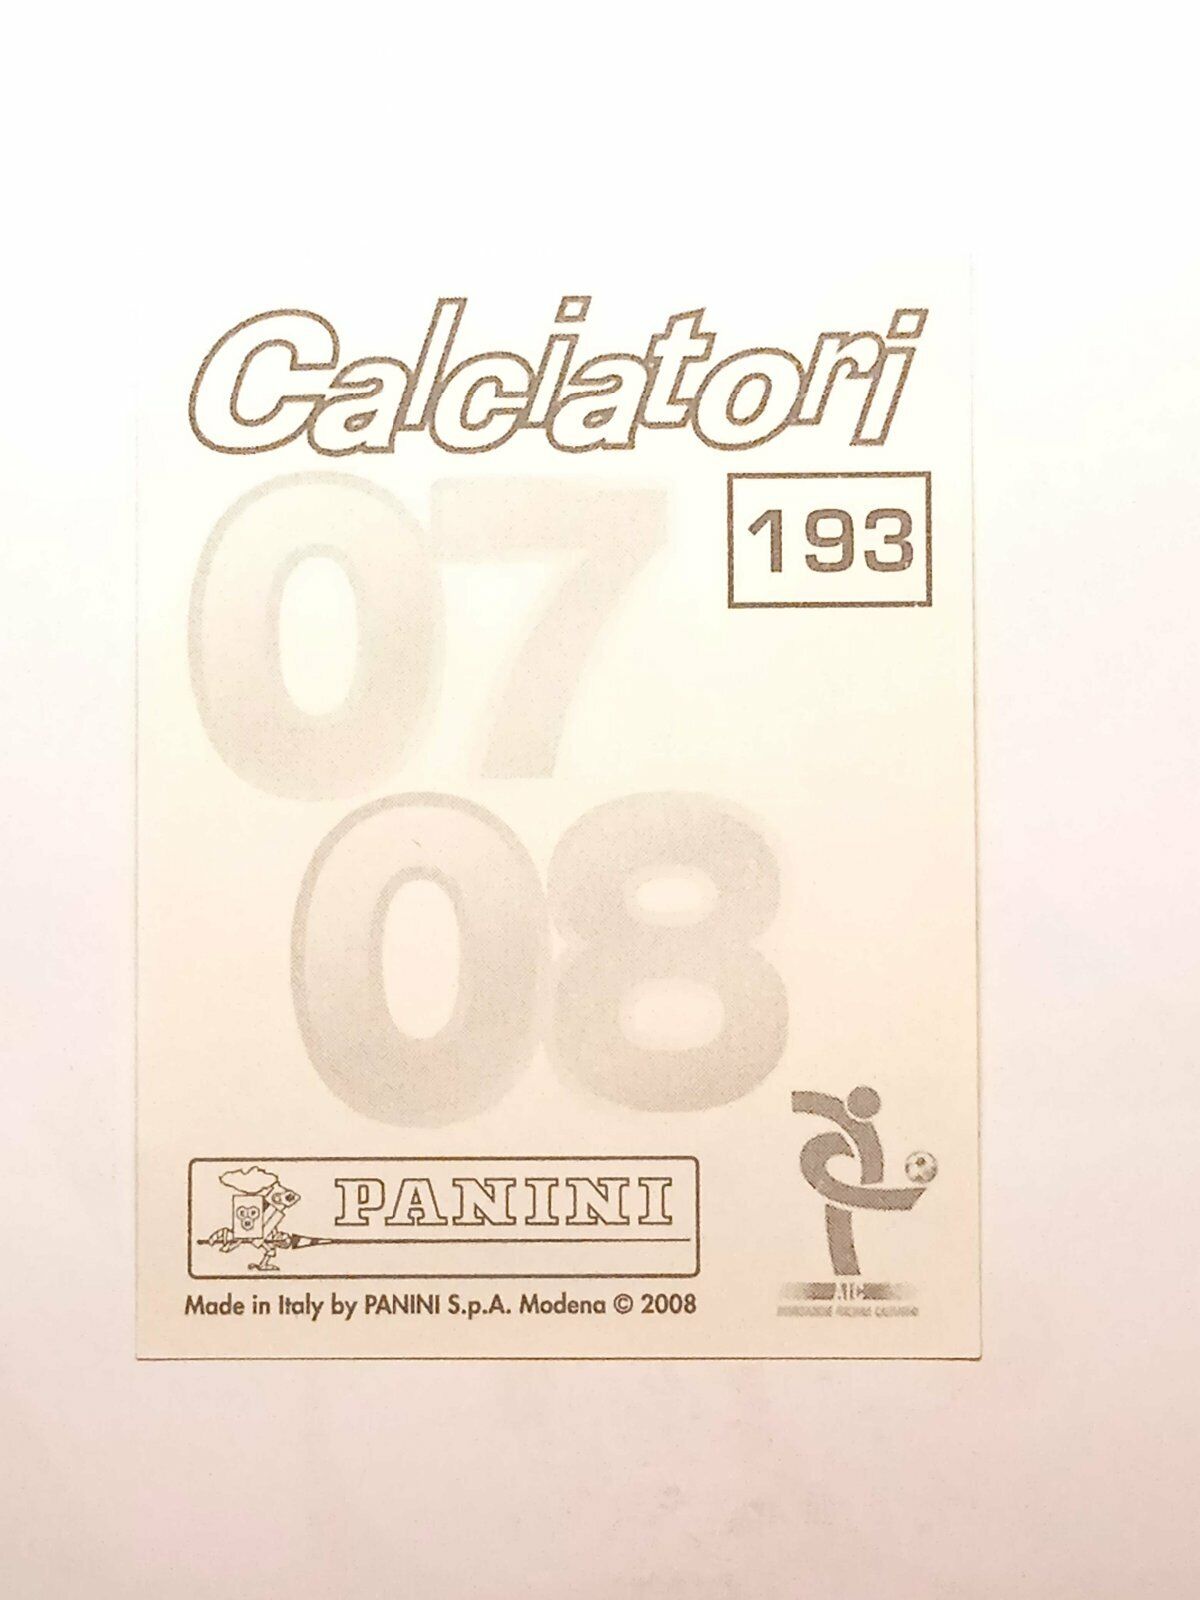 Calciatori
07
193
08
PANINI
Made in Italy by PANINI S.p.A. Modena © 2008